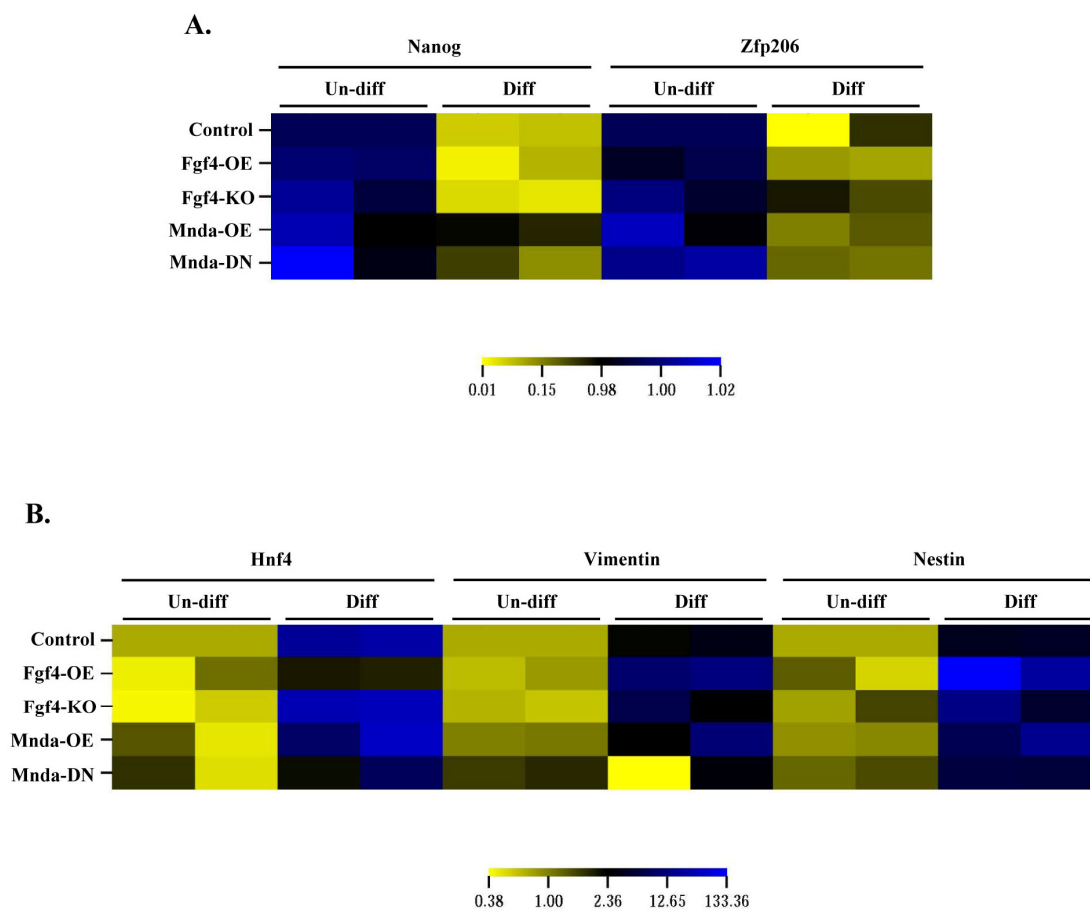 A.
Nanog Zfp206
Un-diff Diff Un-diff Diff
Control
Fgf4-OE
Fgf4-KO
Mnda-OE
Mnda-DN
0.01 0.15 0.98 1.00 1.02
B.
Hnf4 Vimentin Nestin
Un-diff Diff Un-diff Diff Un-diff Diff
Control
Fgf4-OE
Fgf4-KO
Mnda-OE
Mnda-DN
0.38 1.00 2.36 12.65 133.36